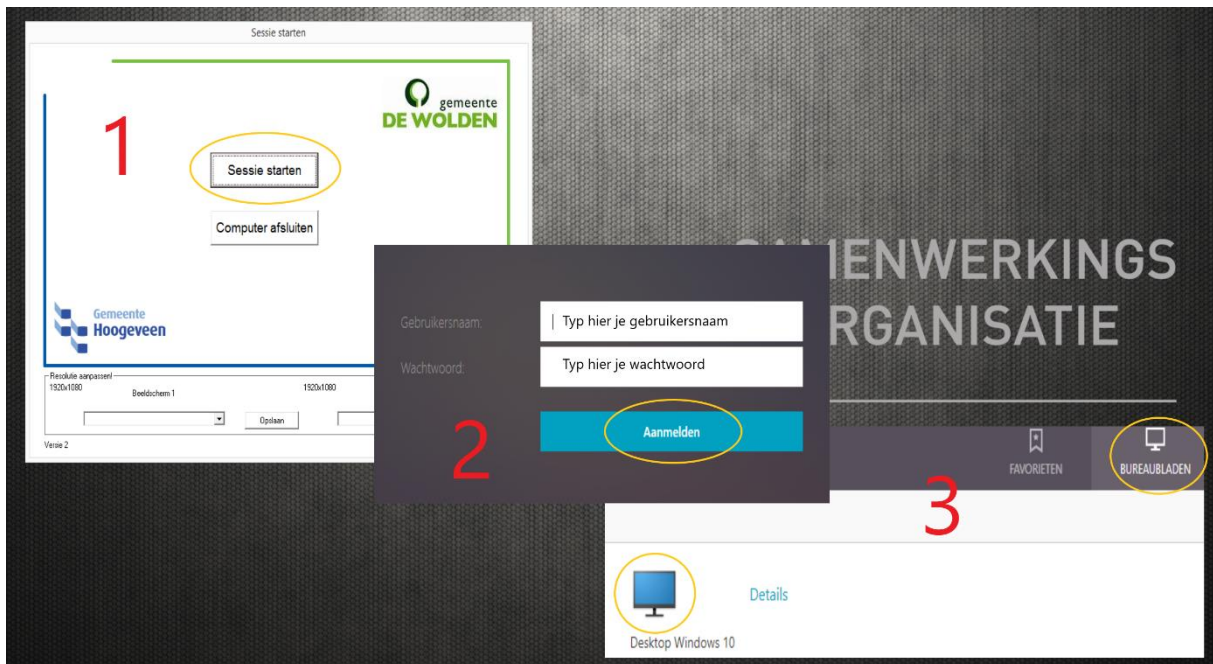 Sessie starten
1
gemeente
DE WOLDEN
Sessie starten
Computer afsluiten
Gemeente
Hoogeveen
Resolutie aanpassen!
1920x1080
Beeldscherm 1
1920x1080
Opslaan
Versie 2
SAMENWERKINGS
ORGANISATIE
Gebruikersnaam:
Typ hier je gebruikersnaam
Wachtwoord:
Typ hier je wachtwoord
Aanmelden
2
FAVORIETEN
BUREAUBLADEN
3
Details
Desktop Windows 10